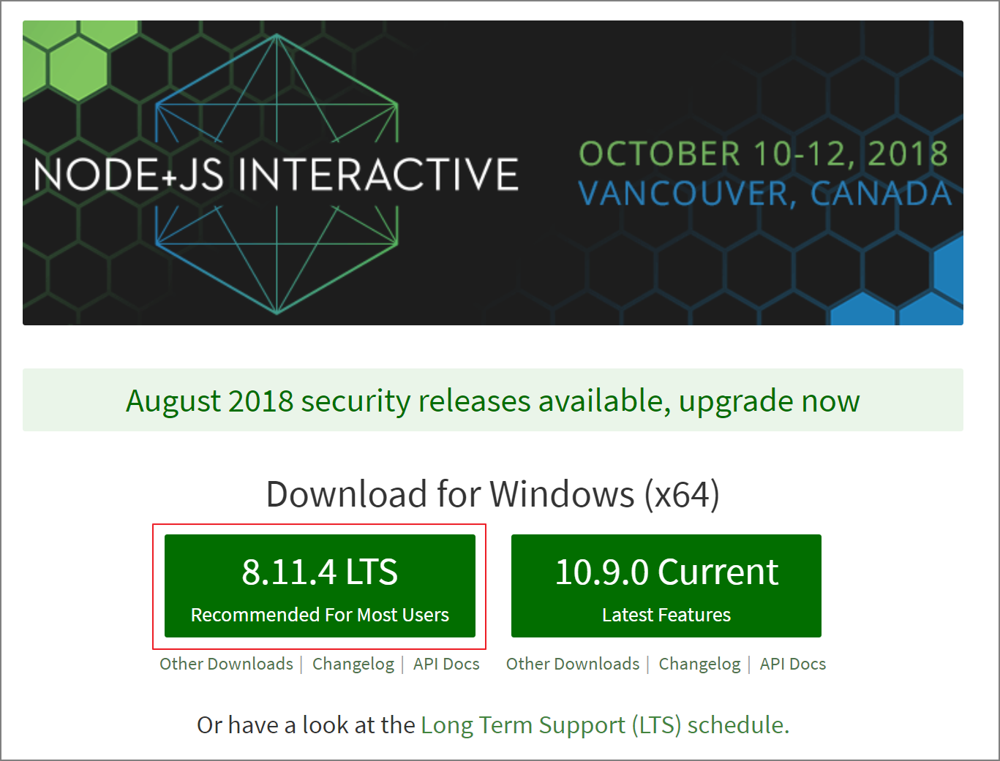 NODE+JS INTERACTIVE
OCTOBER 10-12, 2018
VANCOUVER, CANADA
August 2018 security releases available, upgrade now
Download for Windows (x64)
8.11.4 LTS
Recommended For Most Users
10.9.0 Current
Latest Features
Other Downloads | Changelog | API Docs
Other Downloads | Changelog | API Docs
Or have a look at the Long Term Support (LTS) schedule.